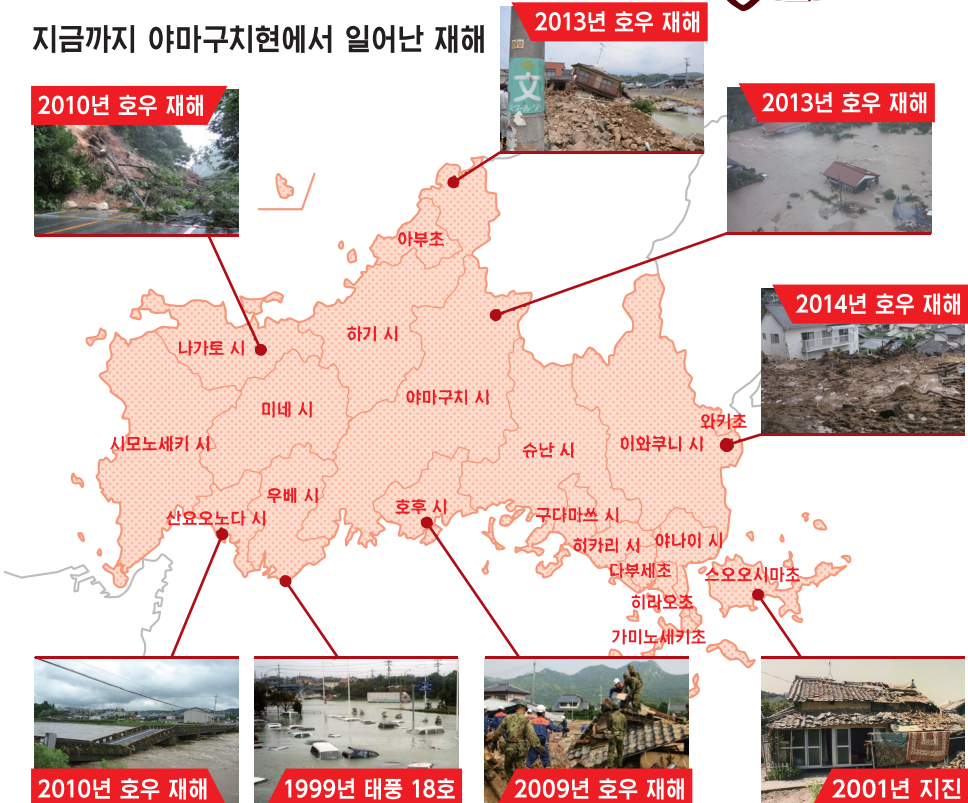 지금까지 야마구치현에서 일어난 재해
2013년 호우 재해
2010년 호우 재해
2013년 호우 재해
文
2014년 호우 재해
아부초
하기 시
나가토 시
미네 시
야마구치 시
와키초
시모노세키 시
슈난 시
이와쿠니 시
우베 시
호후 시
산요오노다 시
구다마쓰 시
히카리 시
야나이 시
다부세초
스오오시마초
히라오초
가미노세키초
2010년 호우 재해
1999년 태풍 18호
2009년 호우 재해
2001년 지진